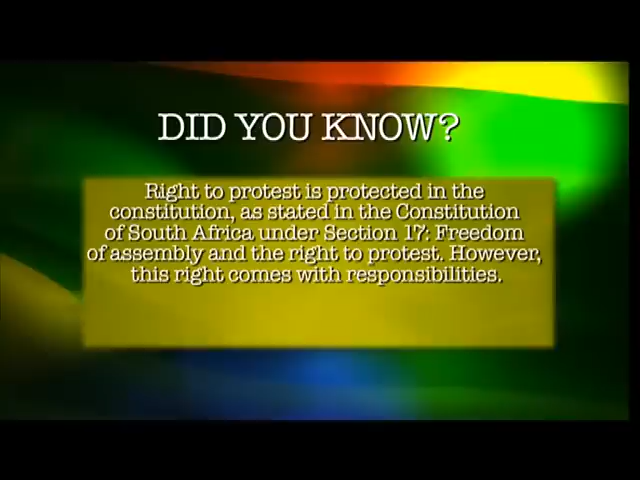 DID YOU KNOW?
Right to protest is protected in the
constitution, as stated in the Constitution
of South Africa under Section 17: Freedom
of assembly and the right to protest. However,
this right comes with responsibilities.